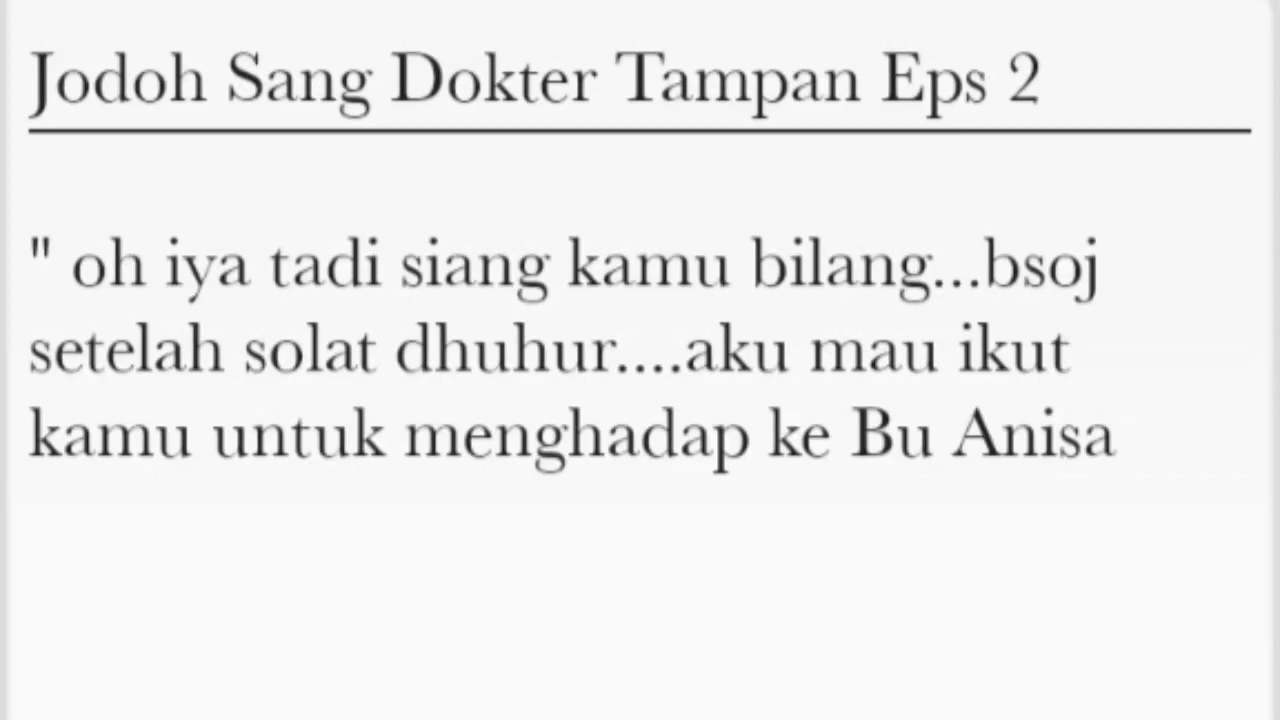 Jodoh Sang Dokter Tampan Eps 2
" oh iya tadi siang kamu bilang...bsoj
setelah solat dhuhur....aku mau ikut
kamu untuk menghadap ke Bu Anisa